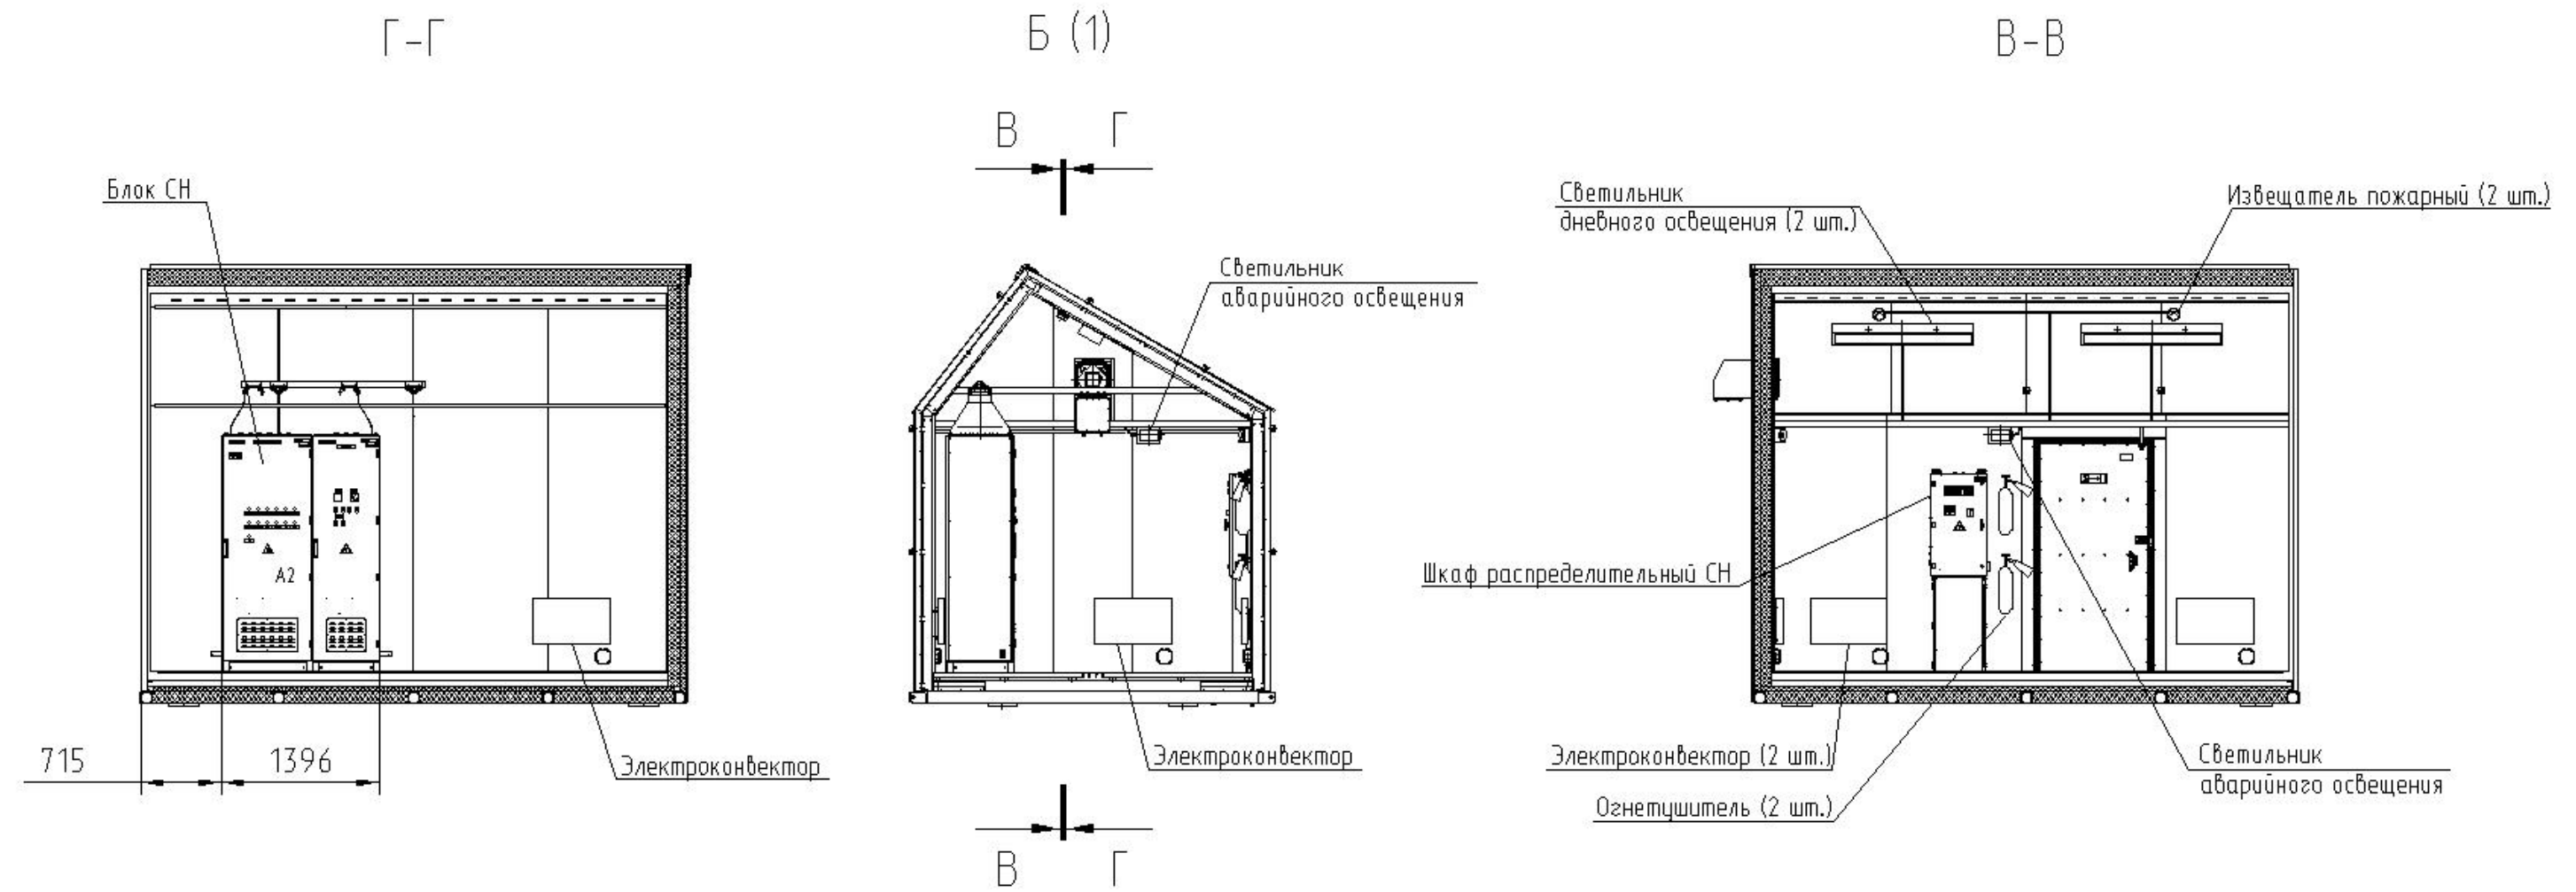 Г-Г
Б (1)
В-В
В Г
Блок СН
Светильник
дневного освещения (2 шт.)
Извещатель пожарный (2 шт.)
Светильник
аварийного освещения
А2
Шкаф распределительный СН
715
1396
Электроконвектор
Электроконвектор
Электроконвектор (2 шт.)
Огнетушитель (2 шт.)
Светильник
аварийного освещения
В Г